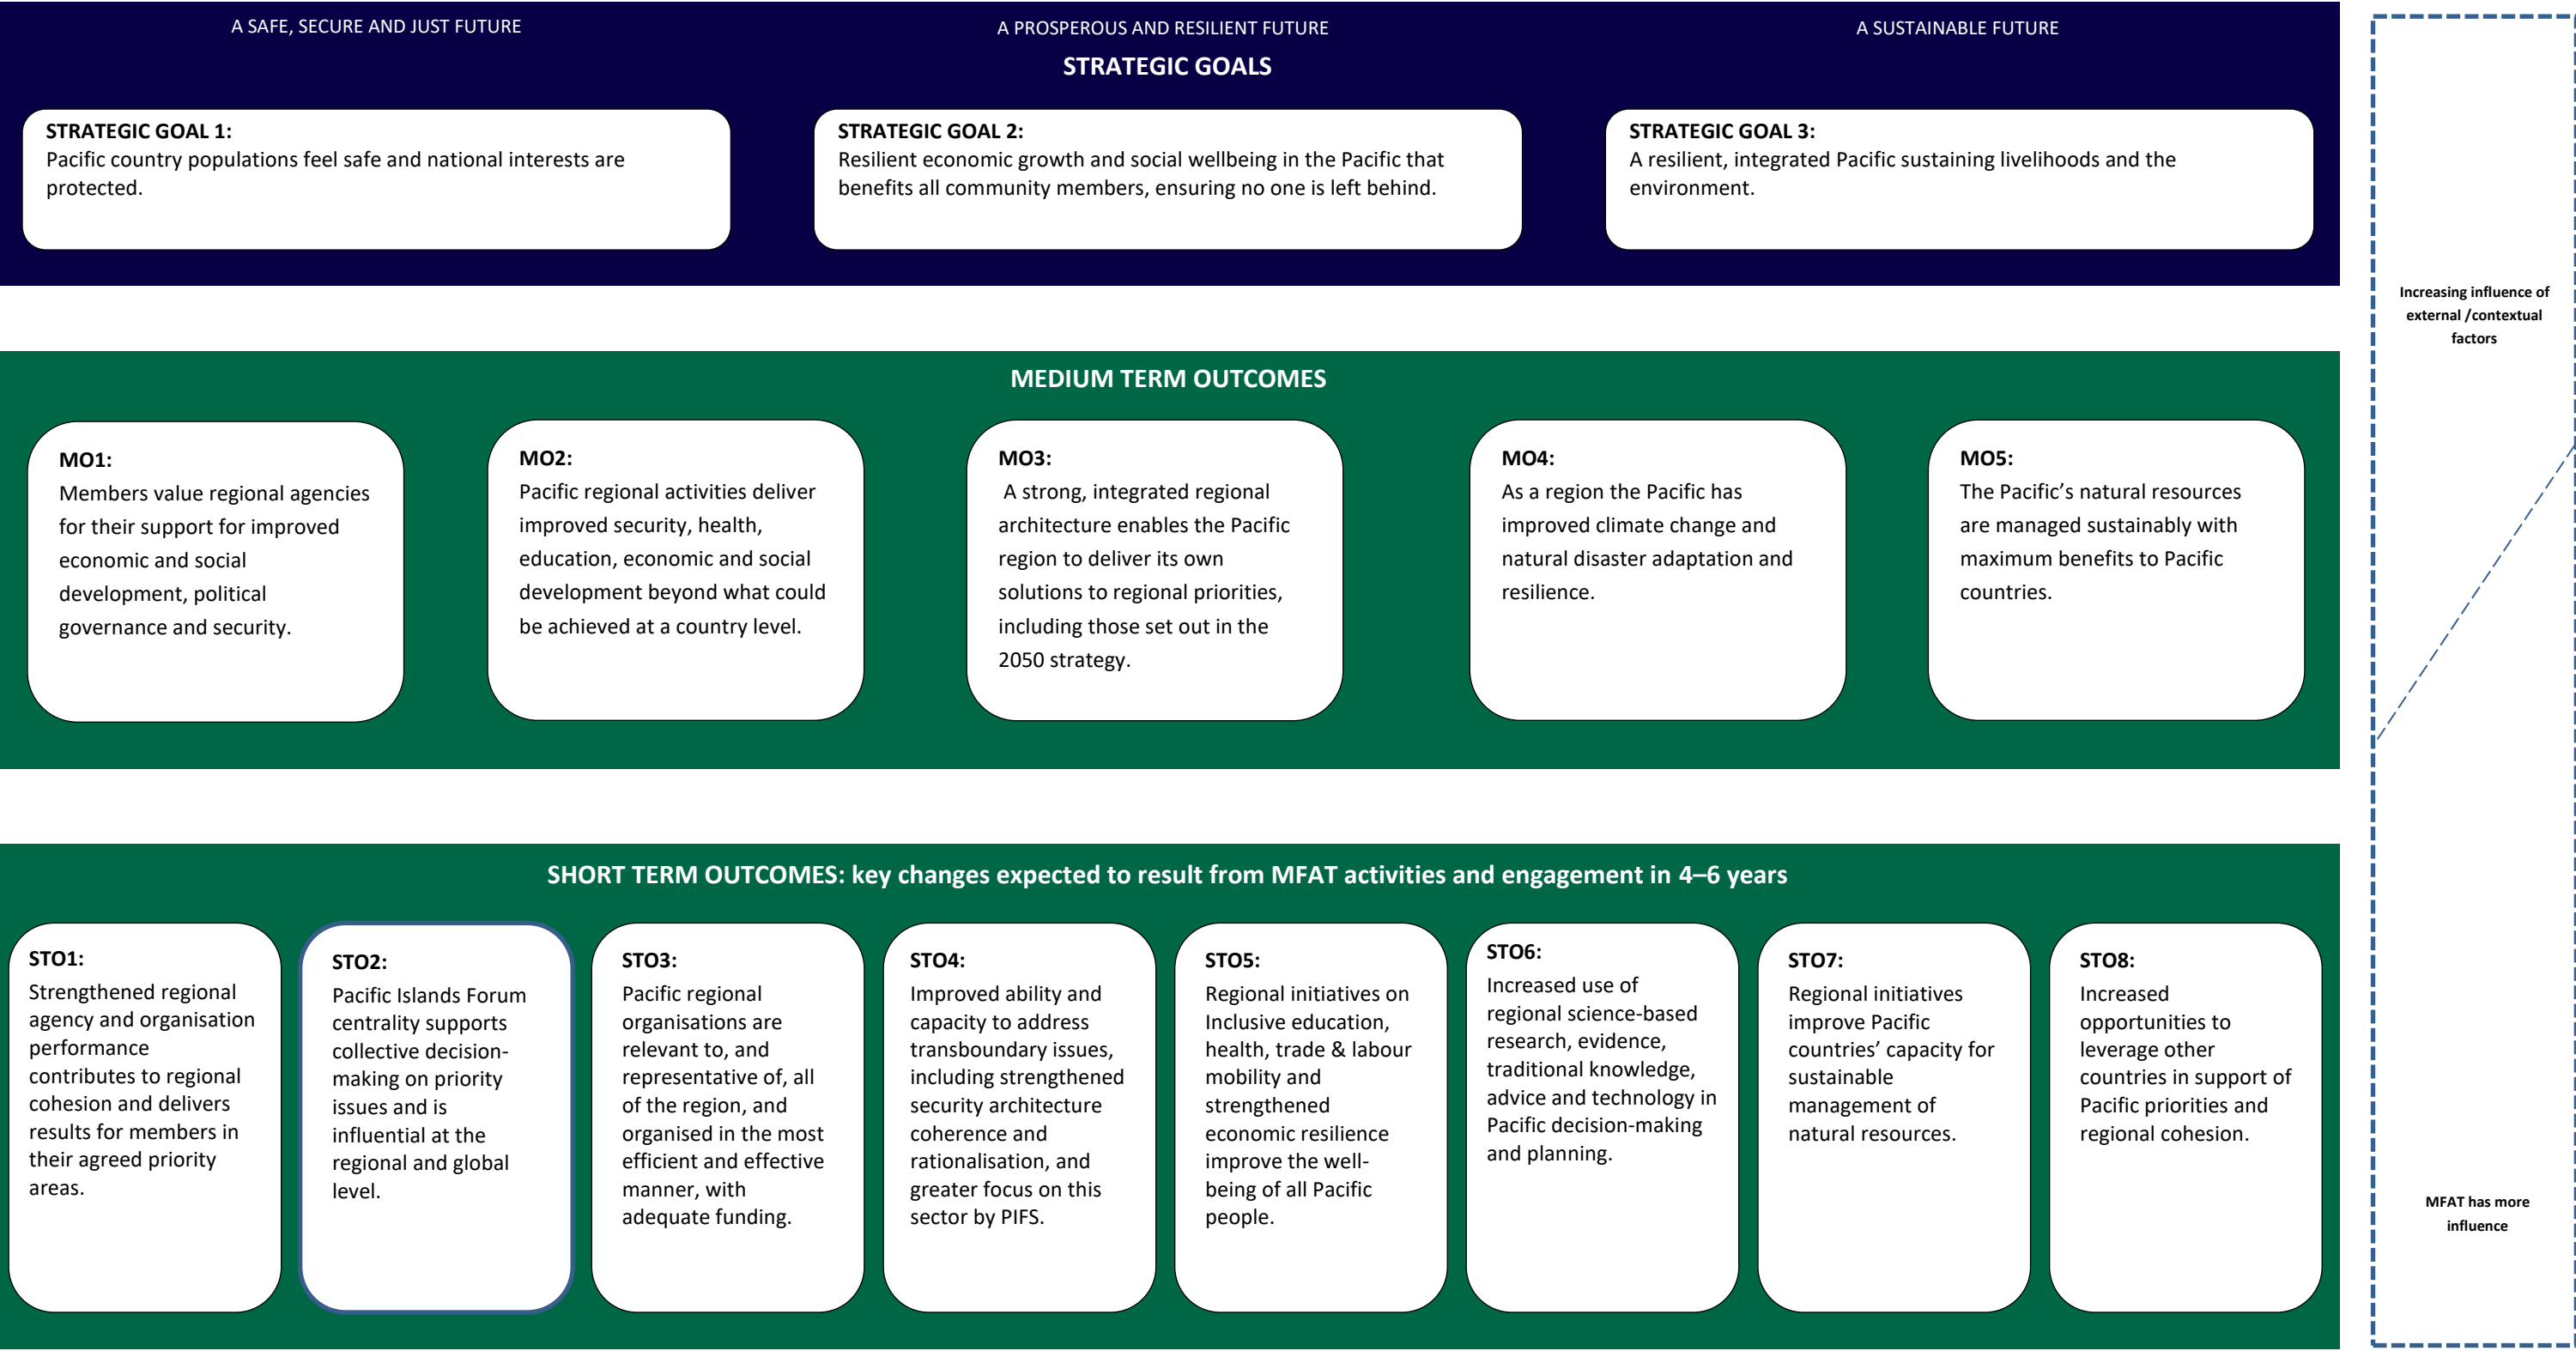 A SAFE, SECURE AND JUST FUTURE
A PROSPEROUS AND RESILIENT FUTURE
A SUSTAINABLE FUTURE
STRATEGIC GOALS
STRATEGIC GOAL 1:
Pacific country populations feel safe and national interests are
protected.
STRATEGIC GOAL 2:
Resilient economic growth and social wellbeing in the Pacific that
benefits all community members, ensuring no one is left behind.
STRATEGIC GOAL 3:
A resilient, integrated Pacific sustaining livelihoods and the
environment.
MEDIUM TERM OUTCOMES
MO1:
Members value regional agencies
for their support for improved
economic and social
development, political
governance and security.
MO2:
Pacific regional activities deliver
improved security, health,
education, economic and social
development beyond what could
be achieved at a country level.
MO3:
A strong, integrated regional
architecture enables the Pacific
region to deliver its own
solutions to regional priorities,
including those set out in the
2050 strategy.
MO4:
As a region the Pacific has
improved climate change and
natural disaster adaptation and
resilience.
MO5:
The Pacific’s natural resources
are managed sustainably with
maximum benefits to Pacific
countries.
SHORT TERM OUTCOMES: key changes expected to result from MFAT activities and engagement in 4–6 years
STO1:
Strengthened regional
agency and organisation
performance
contributes to regional
cohesion and delivers
results for members in
their agreed priority
areas.
STO2:
Pacific Islands Forum
centrality supports
collective decision-
making on priority
issues and is
influential at the
regional and global
level.
STO3:
Pacific regional
organisations are
relevant to, and
representative of, all
of the region, and
organised in the most
efficient and effective
manner, with
adequate funding.
STO4:
Improved ability and
capacity to address
transboundary issues,
including strengthened
security architecture
coherence and
rationalisation, and
greater focus on this
sector by PIFS.
STO5:
Regional initiatives on
Inclusive education,
health, trade & labour
mobility and
strengthened
economic resilience
improve the well-
being of all Pacific
people.
STO6:
Increased use of
regional science-based
research, evidence,
traditional knowledge,
advice and technology in
Pacific decision-making
and planning.
STO7:
Regional initiatives
improve Pacific
countries’ capacity for
sustainable
management of
natural resources.
STO8:
Increased
opportunities to
leverage other
countries in support of
Pacific priorities and
regional cohesion.
Increasing influence of
external /contextual
factors
MFAT has more
influence